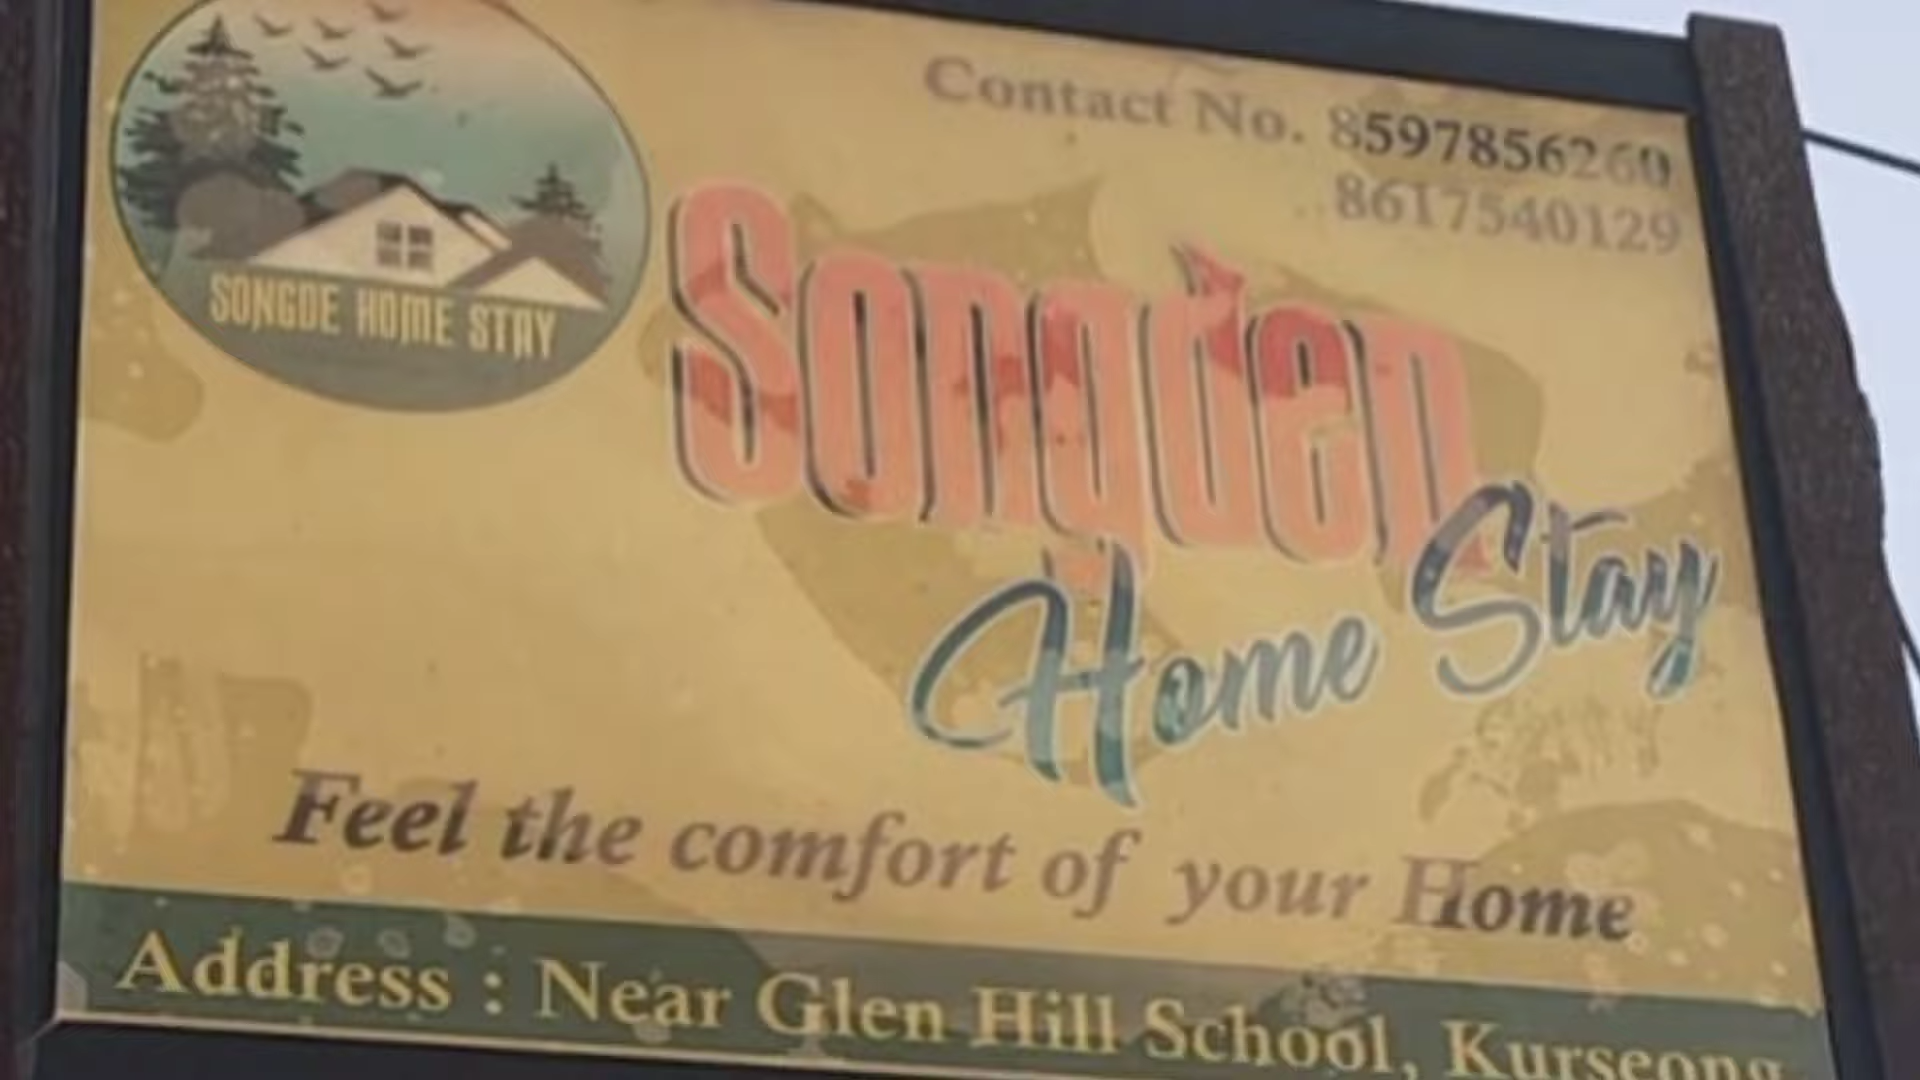 SONGDE HOME STAY
Contact No. 8597856260
8617540129
Songden
Home Stay
Feel the comfort of your Home
Address : Near Glen Hill School, Kurseong